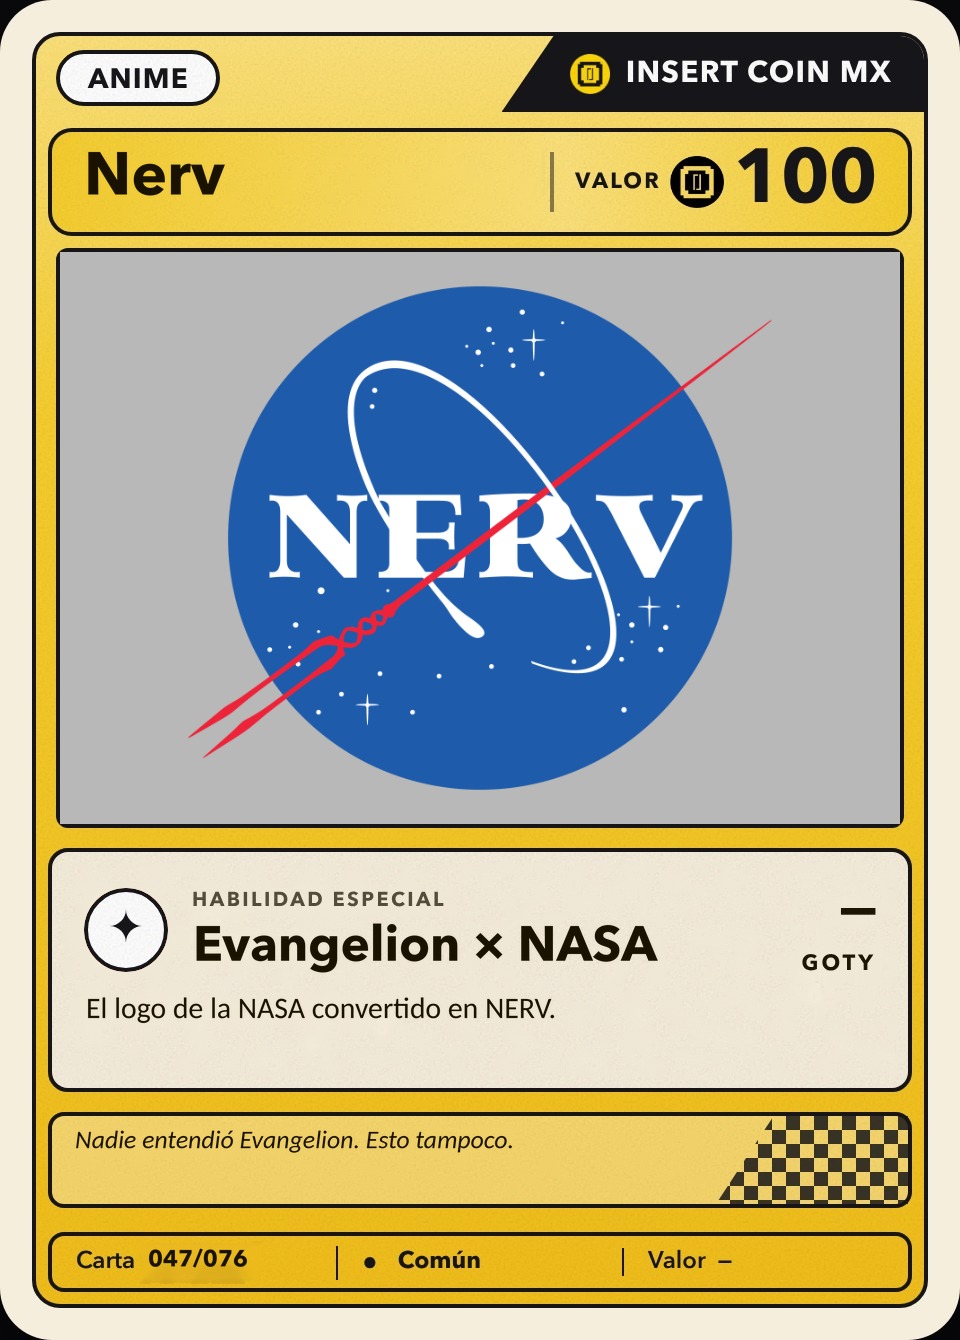 ANIME
INSERT COIN MX
Nerv
VALOR 100
NERV
HABILIDAD ESPECIAL
Evangelion × NASA
–
GOTY
El logo de la NASA convertido en NERV.
Nadie entendió Evangelion. Esto tampoco.
Carta 047/076 • Común Valor –